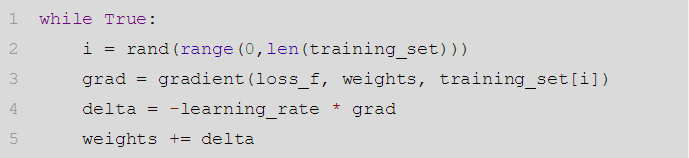 1 while True:
2 i = rand(range(0,len(training_set)))
3 grad = gradient(loss_f, weights, training_set[i])
4 delta = -learning_rate * grad
5 weights += delta